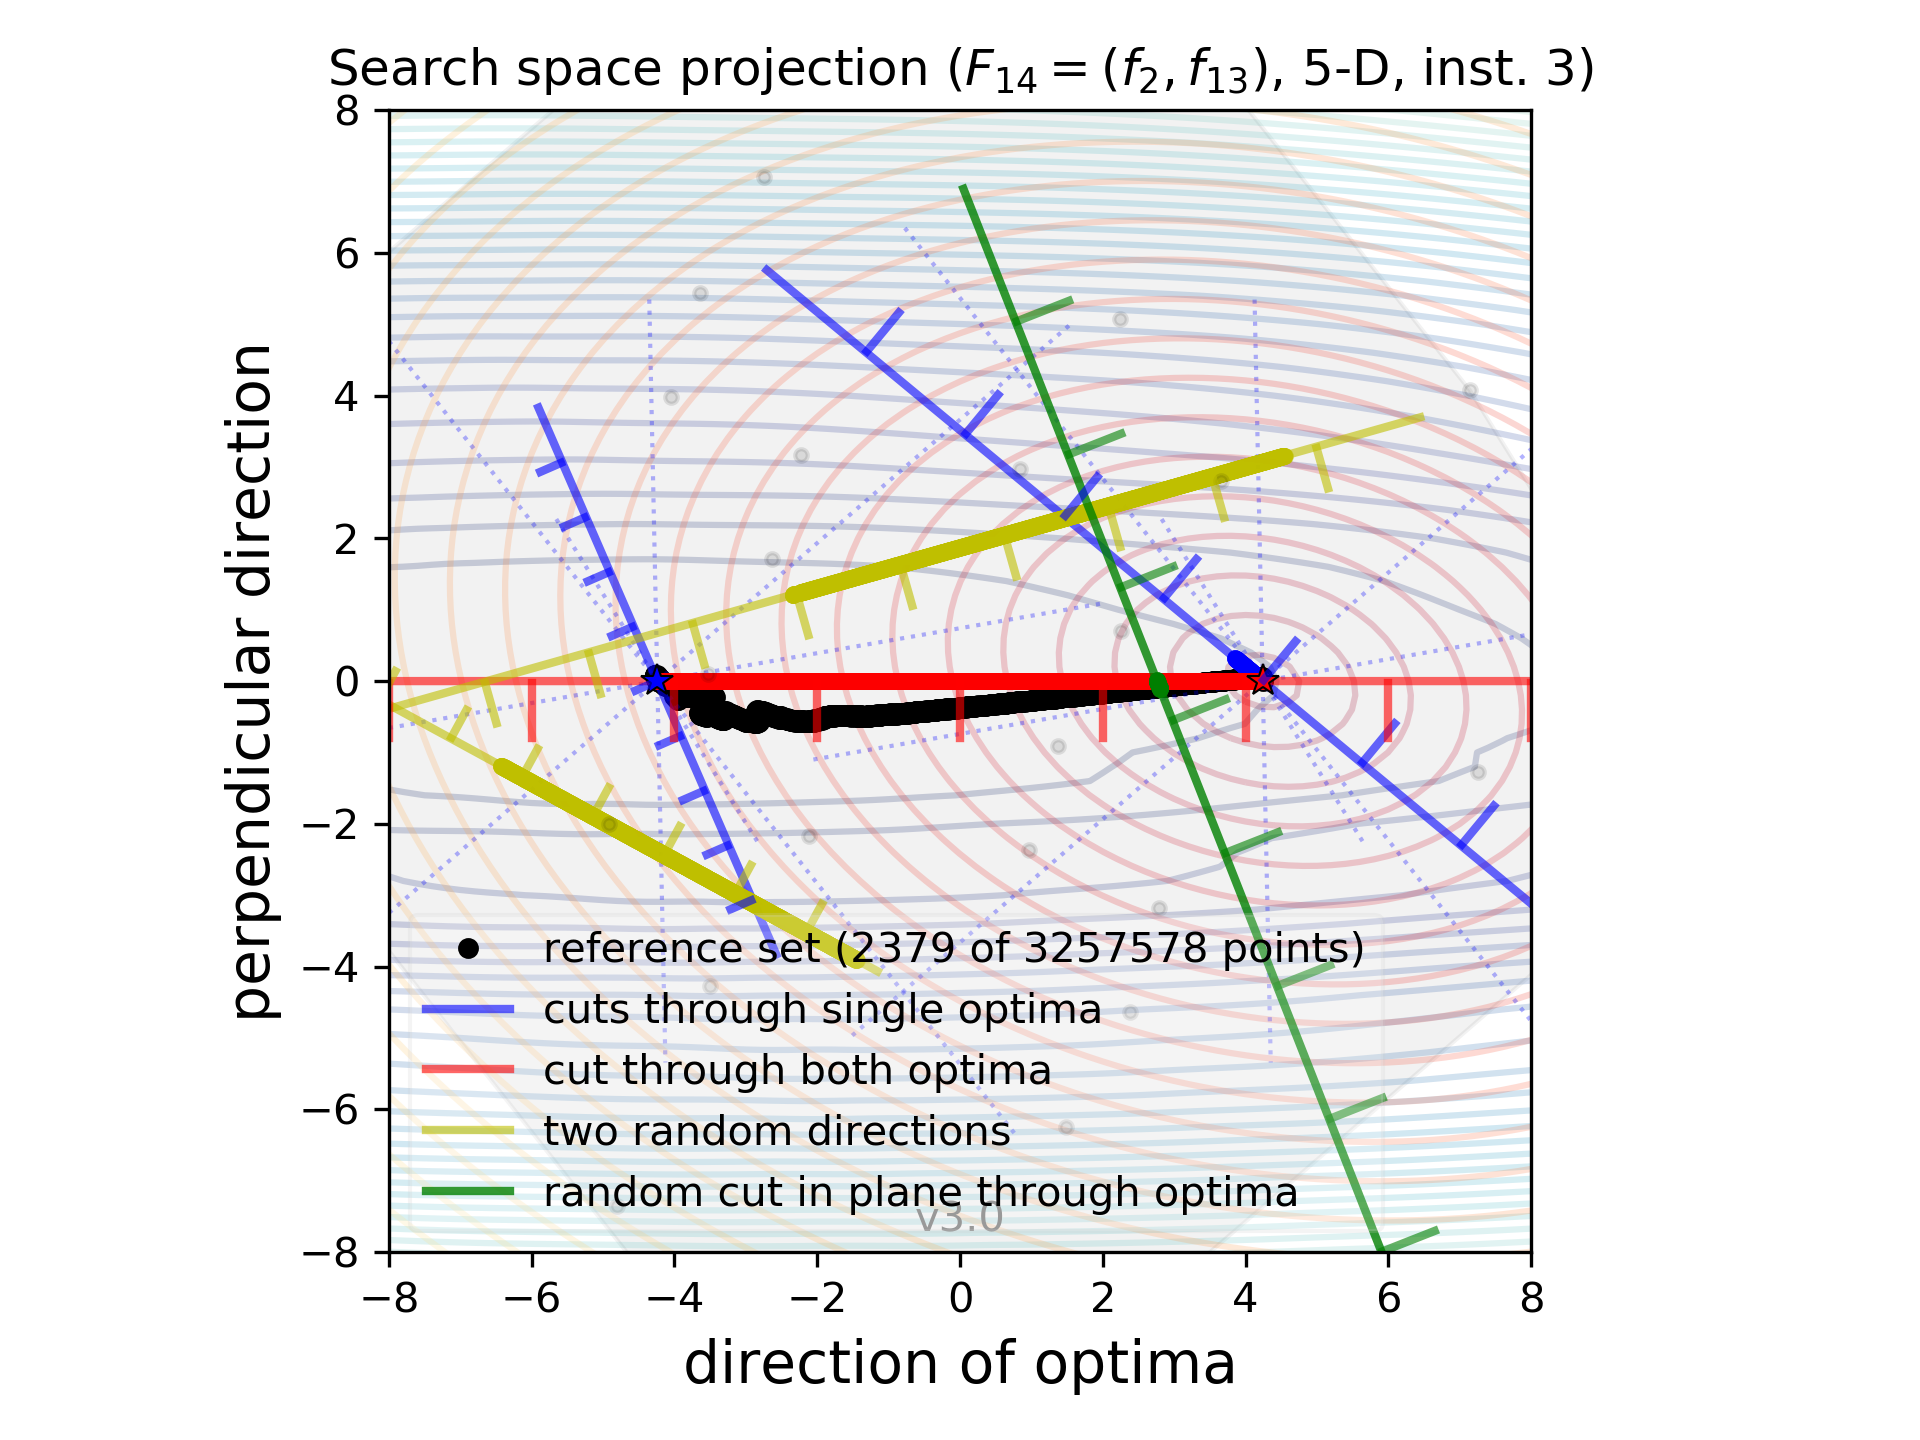 Search space projection (F₁₄ = (f₂, f₁₃), 5-D, inst. 3)
8
6
4
2
0
−2
−4
−6
−8
perpendicular direction
reference set (2379 of 3257578 points)
cuts through single optima
cut through both optima
two random directions
random cut in plane through optima
v3.0
−8 −6 −4 −2 0 2 4 6 8
direction of optima